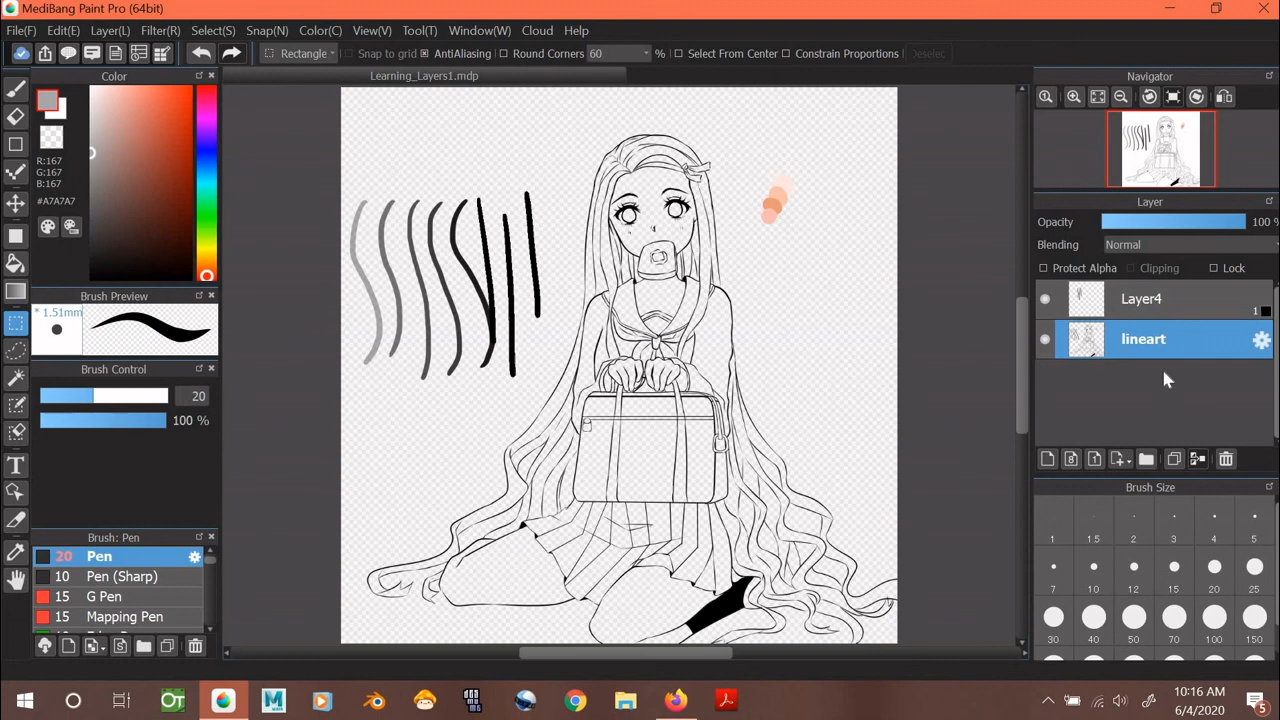 MediBang Paint Pro (64bit)
File(F) Edit(E) Layer(L) Filter(R) Select(S) Snap(N) Color(C) View(V) Tool(T) Window(W) Cloud Help
Rectangle Snap to grid AntiAliasing Round Corners 60 % Select From Center Constrain Proportions Deselec
Color
Learning_Layers1.mdp
Navigator
R:167
G:167
B:167
#A7A7A7
Layer
Opacity 100 %
Blending Normal
Protect Alpha Clipping Lock
Brush Preview
* 1.51mm
Layer4
1
lineart
Brush Control
20
100 %
8 1
Brush Size
1 1.5 2 3 4 5
7 10 12 15 20 25
30 40 50 70 100 150
Brush: Pen
20 Pen
10 Pen (Sharp)
15 G Pen
15 Mapping Pen
10:16 AM
6/4/2020
5